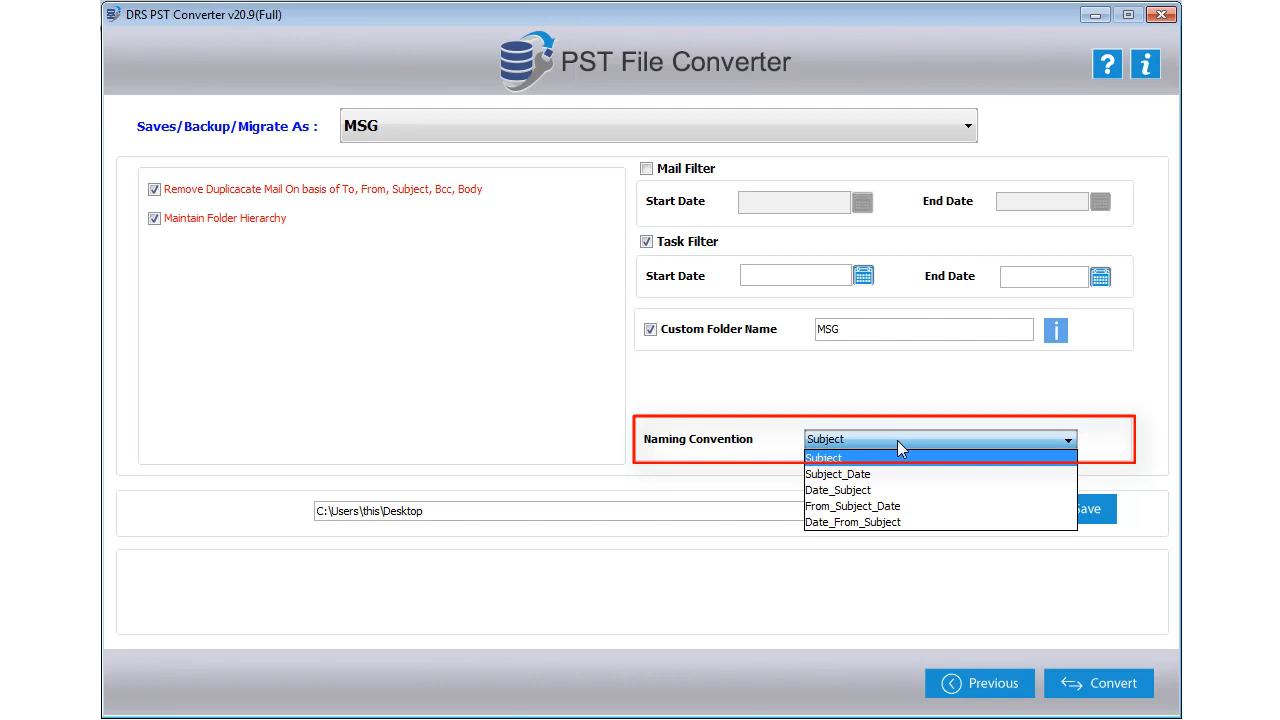 DRS PST Converter v20.9(Full)
PST File Converter
?
i
Saves/Backup/Migrate As :
MSG
Remove Duplicacate Mail On basis of To, From, Subject, Bcc, Body
Maintain Folder Hierarchy
Mail Filter
Start Date
End Date
Task Filter
Start Date
End Date
Custom Folder Name
MSG
i
Naming Convention
Subject
Subject
Subject_Date
Date_Subject
From_Subject_Date
Date_From_Subject
C:\Users\this\Desktop
Save
Previous
Convert